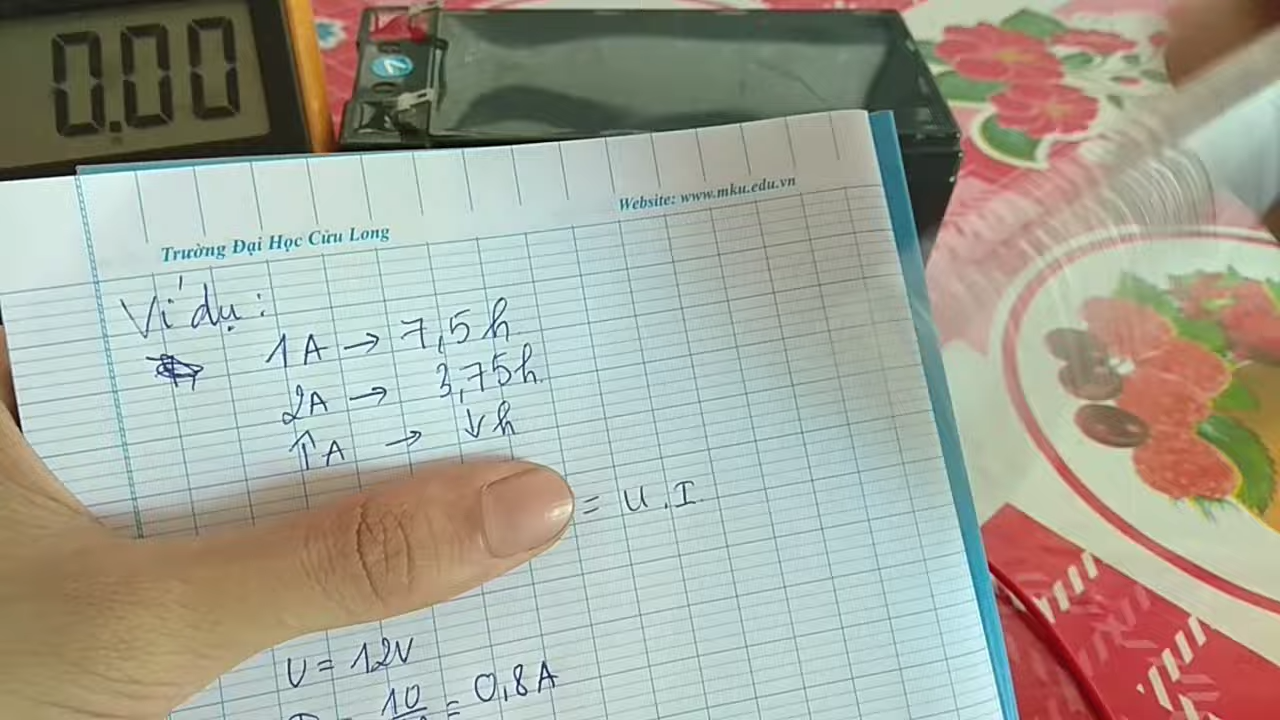 0.00
Website: www.mku.edu.vn
Trường Đại Học Cửu Long
Ví dụ:
1A → 7,5h
2A → 3,75h
↑A → ↓h
= U.I
U = 12V
10 = 0,8A